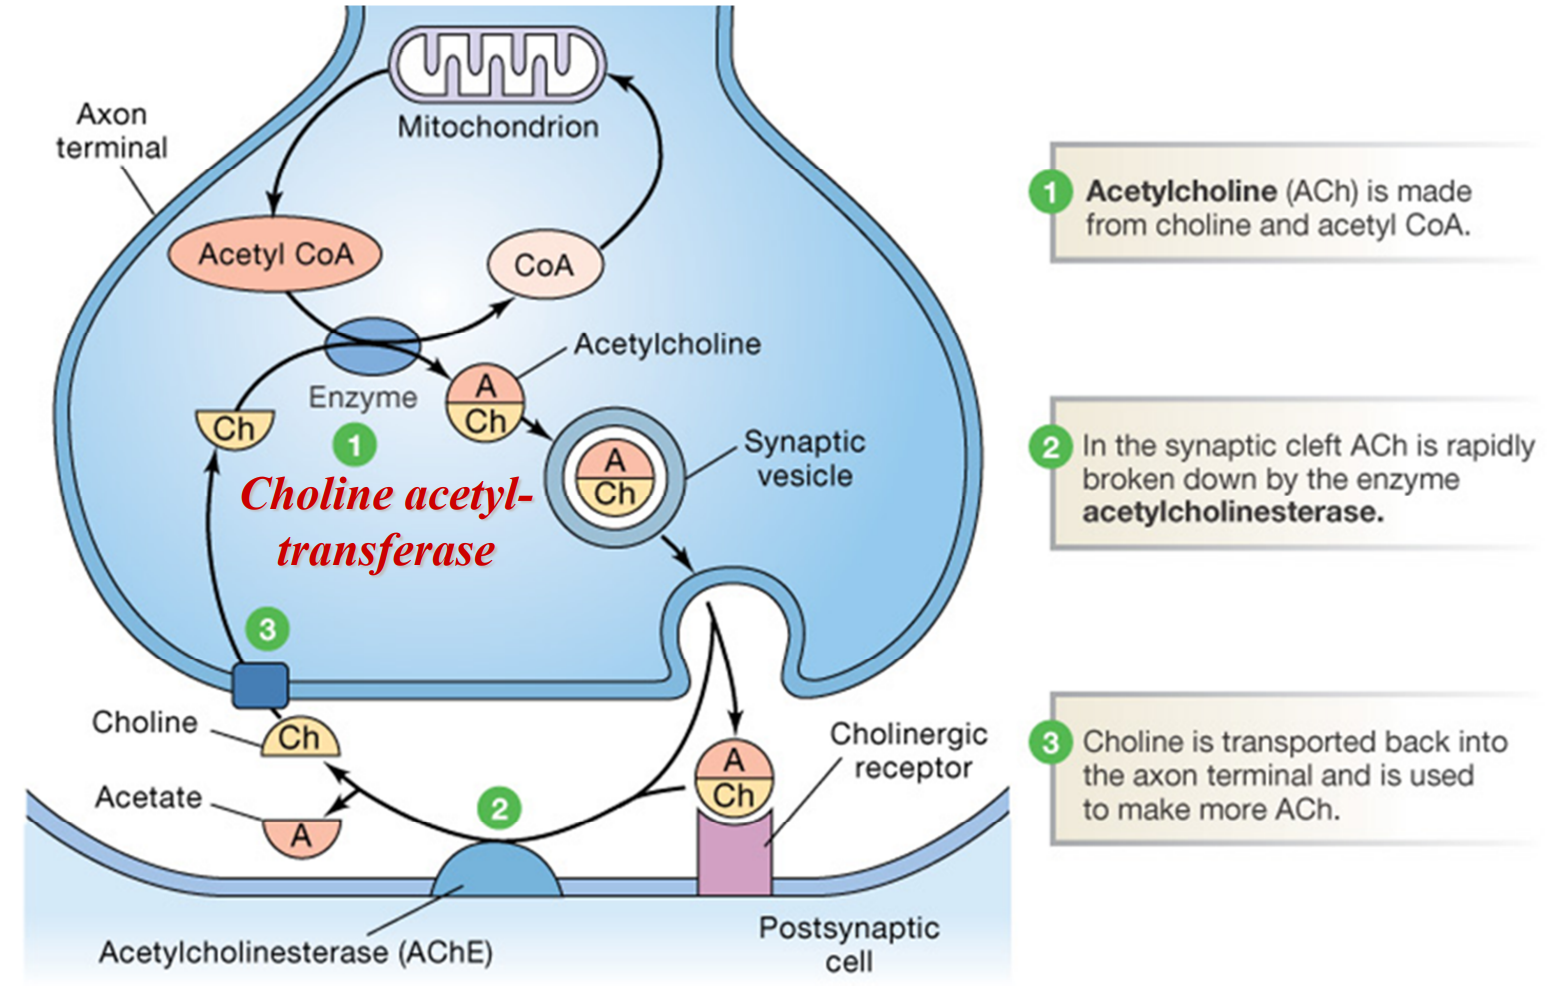 Mitochondrion
Axon
terminal
Acetyl CoA
CoA
Acetylcholine
A
Ch
Enzyme
Ch
1
Choline acetyl-
transferase
Synaptic
vesicle
A
Ch
3
Choline
Ch
Acetate
A
2
A
Ch
Cholinergic
receptor
Acetylcholinesterase (AChE)
Postsynaptic
cell
1
Acetylcholine (ACh) is made
from choline and acetyl CoA.
2
In the synaptic cleft ACh is rapidly
broken down by the enzyme
acetylcholinesterase.
3
Choline is transported back into
the axon terminal and is used
to make more ACh.